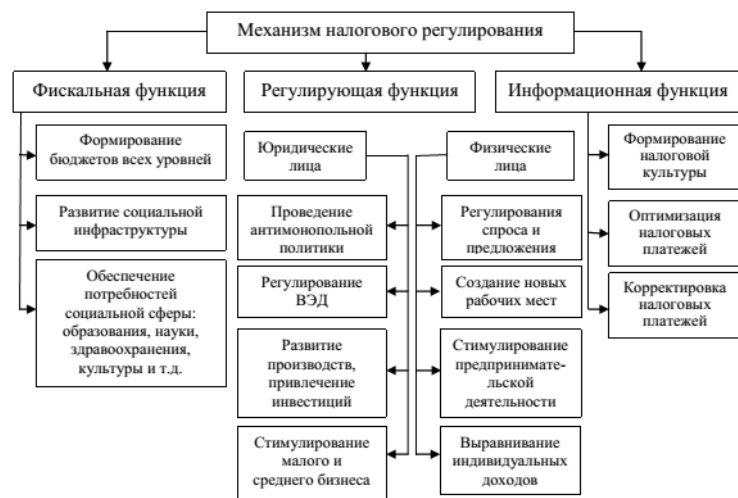 Механизм налогового регулирования
Фискальная функция
Регулирующая функция
Информационная функция
Формирование
бюджетов всех уровней
Развитие социальной
инфраструктуры
Обеспечение
потребностей
социальной сферы:
образования, науки,
здравоохранения,
культуры и т.д.
Юридические
лица
Проведение
антимонопольной
политики
Регулирование
ВЭД
Развитие
производств,
привлечение
инвестиций
Стимулирование
малого и
среднего бизнеса
Физические
лица
Регулирования
спроса и
предложения
Создание новых
рабочих мест
Стимулирование
предпринимате-
льской
деятельности
Выравнивание
индивидуальных
доходов
Формирование
налоговой
культуры
Оптимизация
налоговых
платежей
Корректировка
налоговых
платежей